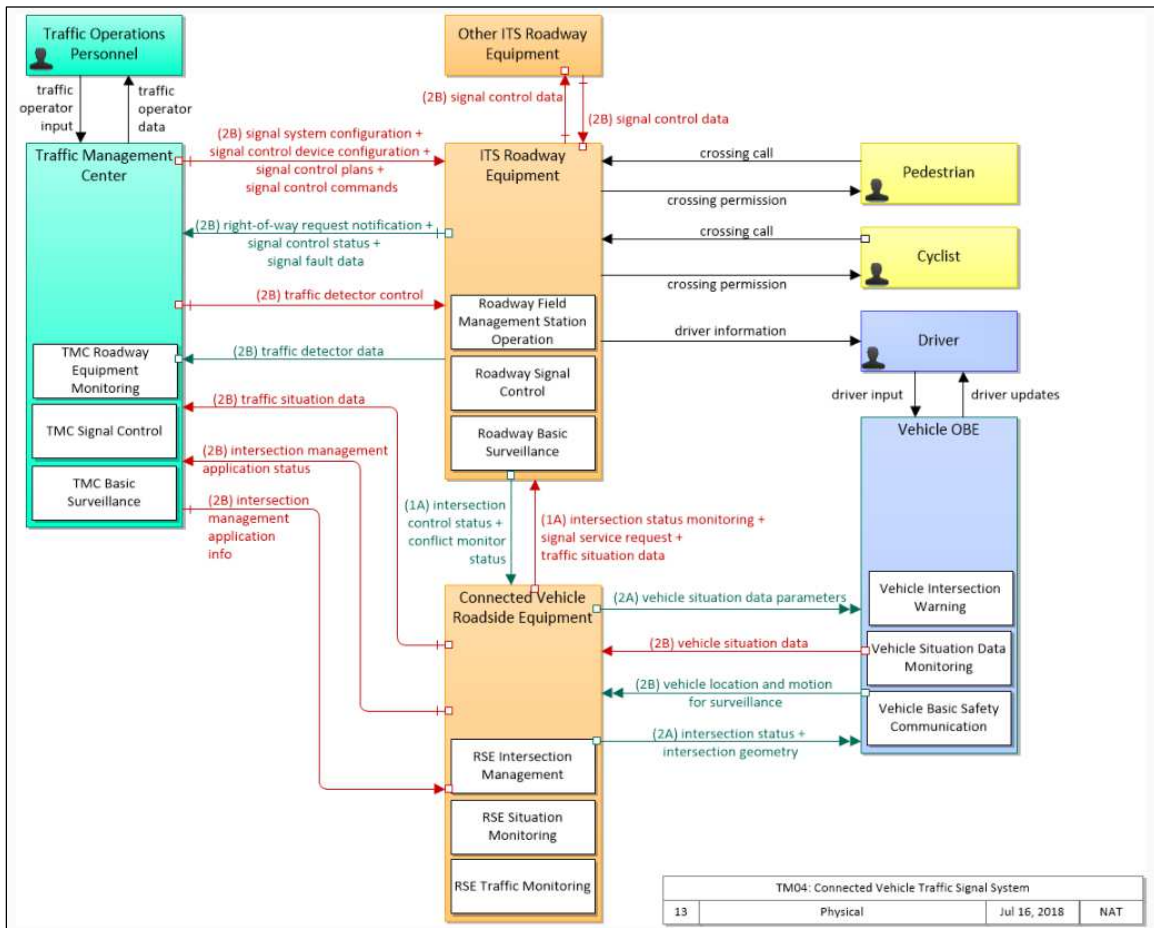 Traffic Operations
Personnel
Other ITS Roadway
Equipment
traffic
operator
input
traffic
operator
data
(2B) signal control data
(2B) signal control data
Traffic Management
Center
(2B) signal system configuration +
signal control device configuration +
signal control plans +
signal control commands
ITS Roadway
Equipment
crossing call
Pedestrian
crossing permission
(2B) right-of-way request notification +
signal control status +
signal fault data
crossing call
Cyclist
crossing permission
(2B) traffic detector control
Roadway Field
Management Station
Operation
driver information
Driver
TMC Roadway
Equipment
Monitoring
(2B) traffic detector data
Roadway Signal
Control
driver input
driver updates
(2B) traffic situation data
TMC Signal Control
Roadway Basic
Surveillance
Vehicle OBE
(2B) intersection management
application status
TMC Basic
Surveillance
(2B) intersection
management
application
info
(1A) intersection
control status +
conflict monitor
status
(1A) intersection status monitoring +
signal service request +
traffic situation data
Connected Vehicle
Roadside Equipment
(2A) vehicle situation data parameters
Vehicle Intersection
Warning
(2B) vehicle situation data
Vehicle Situation Data
Monitoring
(2B) vehicle location and motion
for surveillance
Vehicle Basic Safety
Communication
(2A) intersection status +
intersection geometry
RSE Intersection
Management
RSE Situation
Monitoring
RSE Traffic Monitoring
TM04: Connected Vehicle Traffic Signal System
13 Physical Jul 16, 2018 NAT